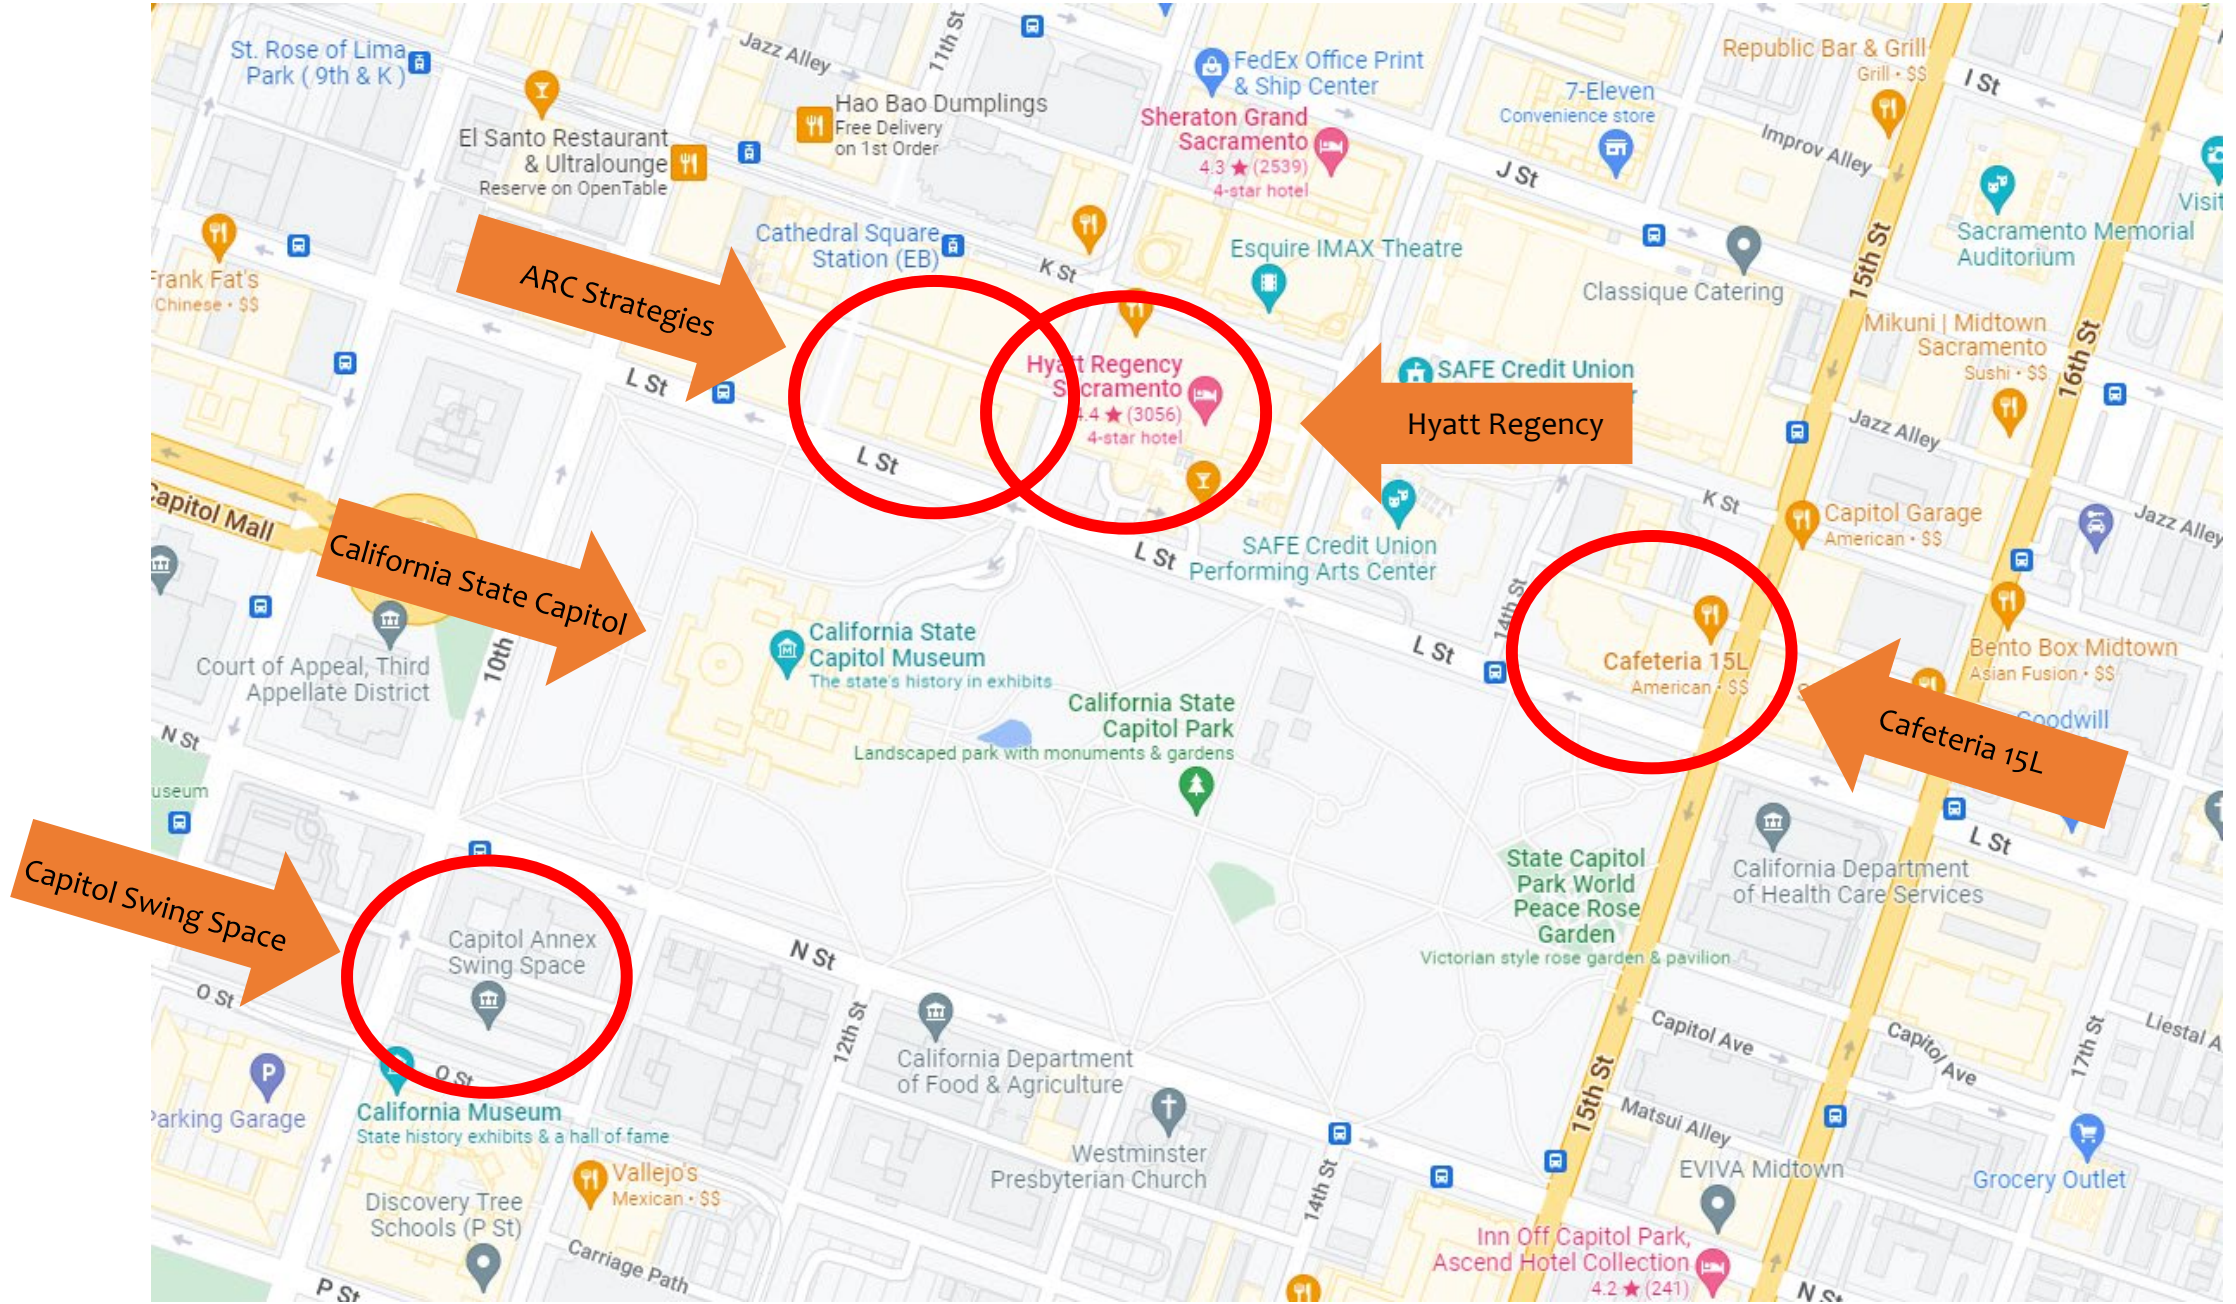 St. Rose of Lima
Park ( 9th & K )
Jazz Alley
11th St
FedEx Office Print
& Ship Center
Republic Bar & Grill
Grill • $$
I St
7-Eleven
Convenience store
El Santo Restaurant
& Ultralounge
Reserve on OpenTable
Hao Bao Dumplings
Free Delivery
on 1st Order
Sheraton Grand
Sacramento
4.3 ★ (2539)
4-star hotel
Improv Alley
J St
Visit
Sacramento Memorial
Auditorium
Cathedral Square
Station (EB)
Esquire IMAX Theatre
K St
15th St
Classique Catering
Frank Fat's
Chinese • $$
ARC Strategies
Mikuni | Midtown
Sacramento
Sushi • $$
16th St
Hyatt Regency
Sacramento
4.4 ★ (3056)
4-star hotel
SAFE Credit Union
Hyatt Regency
L St
L St
Jazz Alley
Capitol Mall
K St
Capitol Garage
American • $$
Jazz Alley
California State Capitol
L St
SAFE Credit Union
Performing Arts Center
14th St
L St
Cafeteria 15L
American • $$
Bento Box Midtown
Asian Fusion • $$
Goodwill
Cafeteria 15L
Court of Appeal, Third
Appellate District
10th
California State
Capitol Museum
The state's history in exhibits
California State
Capitol Park
Landscaped park with monuments & gardens
N St
useum
L St
State Capitol
Park World
Peace Rose
Garden
Victorian style rose garden & pavilion
California Department
of Health Care Services
Capitol Swing Space
Capitol Annex
Swing Space
N St
O St
O St
12th St
California Department
of Food & Agriculture
Capitol Ave
Capitol Ave
17th St
Liestal A
Parking Garage
California Museum
State history exhibits & a hall of fame
15th St
Matsui Alley
Westminster
Presbyterian Church
Vallejo's
Mexican • $$
14th St
EVIVA Midtown
Grocery Outlet
Discovery Tree
Schools (P St)
Carriage Path
Inn Off Capitol Park,
Ascend Hotel Collection
4.2 ★ (241)
P St
N St